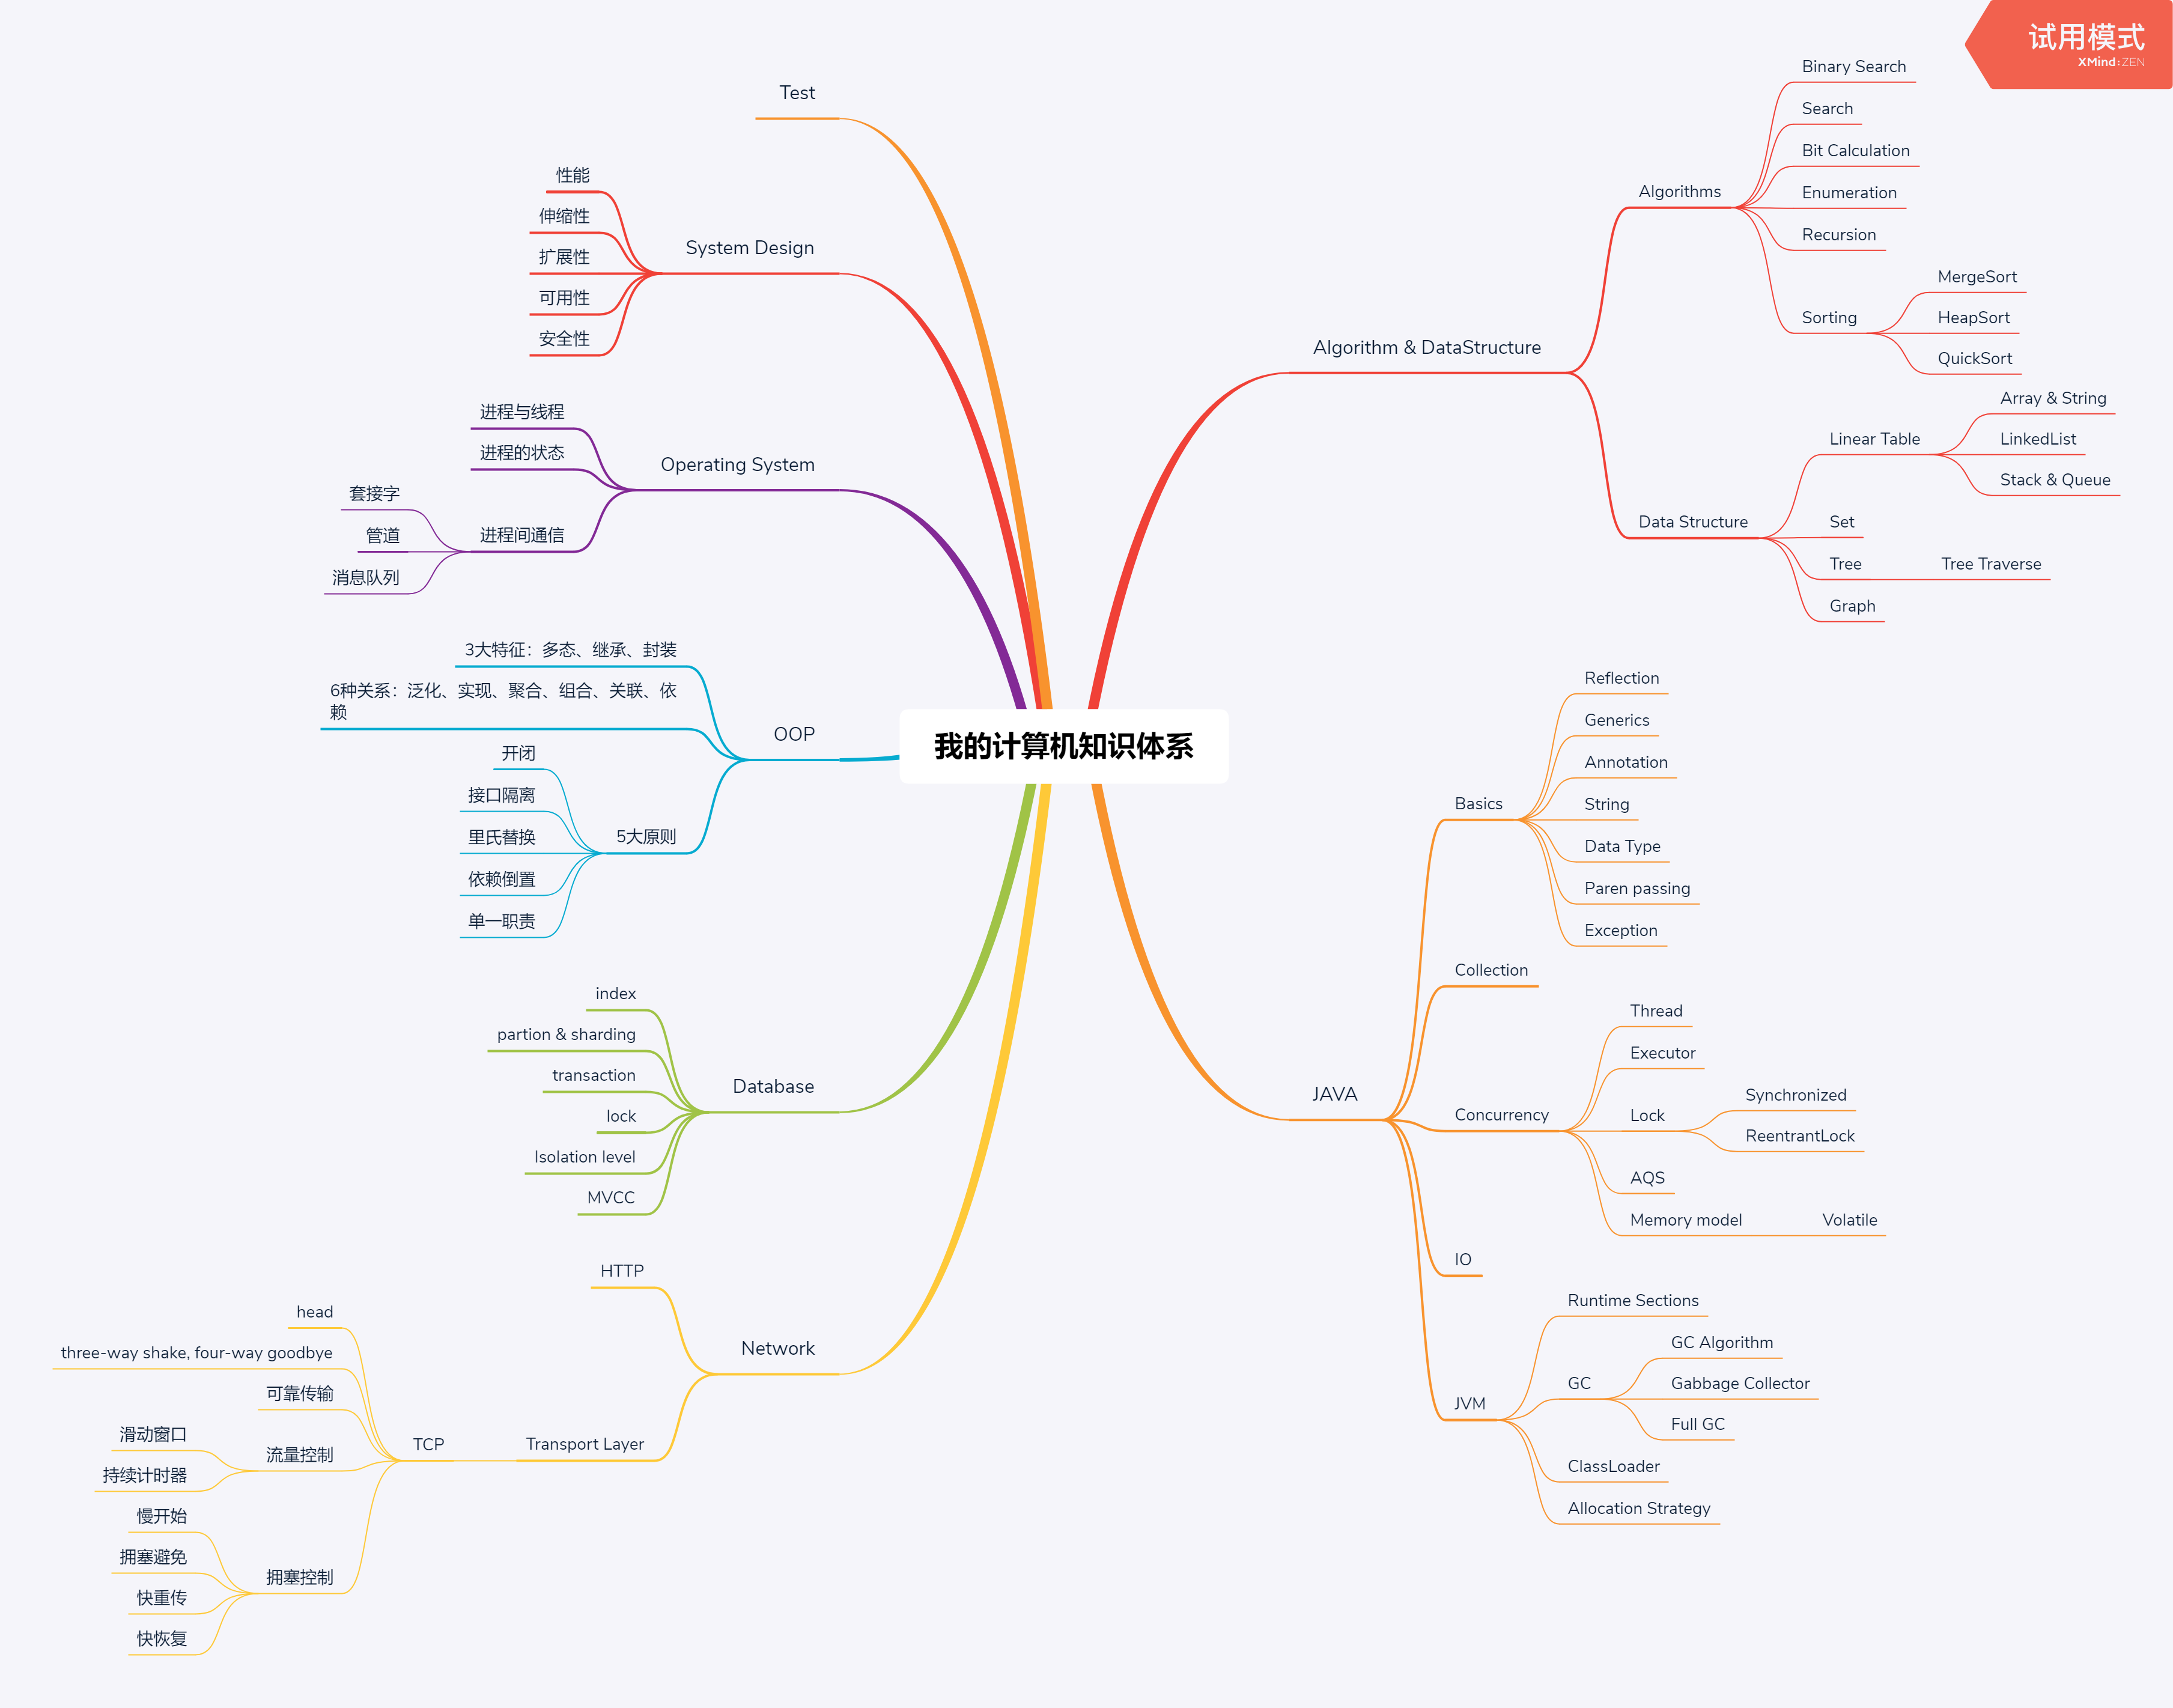 试用模式
XMind:ZEN
我的计算机知识体系
Algorithm & DataStructure
Algorithms
Binary Search
Search
Bit Calculation
Enumeration
Recursion
Sorting
MergeSort
HeapSort
QuickSort
Data Structure
Linear Table
Array & String
LinkedList
Stack & Queue
Set
Tree
Tree Traverse
Graph
JAVA
Basics
Reflection
Generics
Annotation
String
Data Type
Paren passing
Exception
Collection
Concurrency
Thread
Executor
Lock
Synchronized
ReentrantLock
AQS
Memory model
Volatile
IO
JVM
Runtime Sections
GC
GC Algorithm
Gabbage Collector
Full GC
ClassLoader
Allocation Strategy
Test
System Design
性能
伸缩性
扩展性
可用性
安全性
Operating System
进程与线程
进程的状态
进程间通信
套接字
管道
消息队列
OOP
3大特征：多态、继承、封装
6种关系：泛化、实现、聚合、组合、关联、依
赖
5大原则
开闭
接口隔离
里氏替换
依赖倒置
单一职责
Database
index
partion & sharding
transaction
lock
Isolation level
MVCC
Network
HTTP
Transport Layer
TCP
head
three-way shake, four-way goodbye
可靠传输
流量控制
滑动窗口
持续计时器
拥塞控制
慢开始
拥塞避免
快重传
快恢复